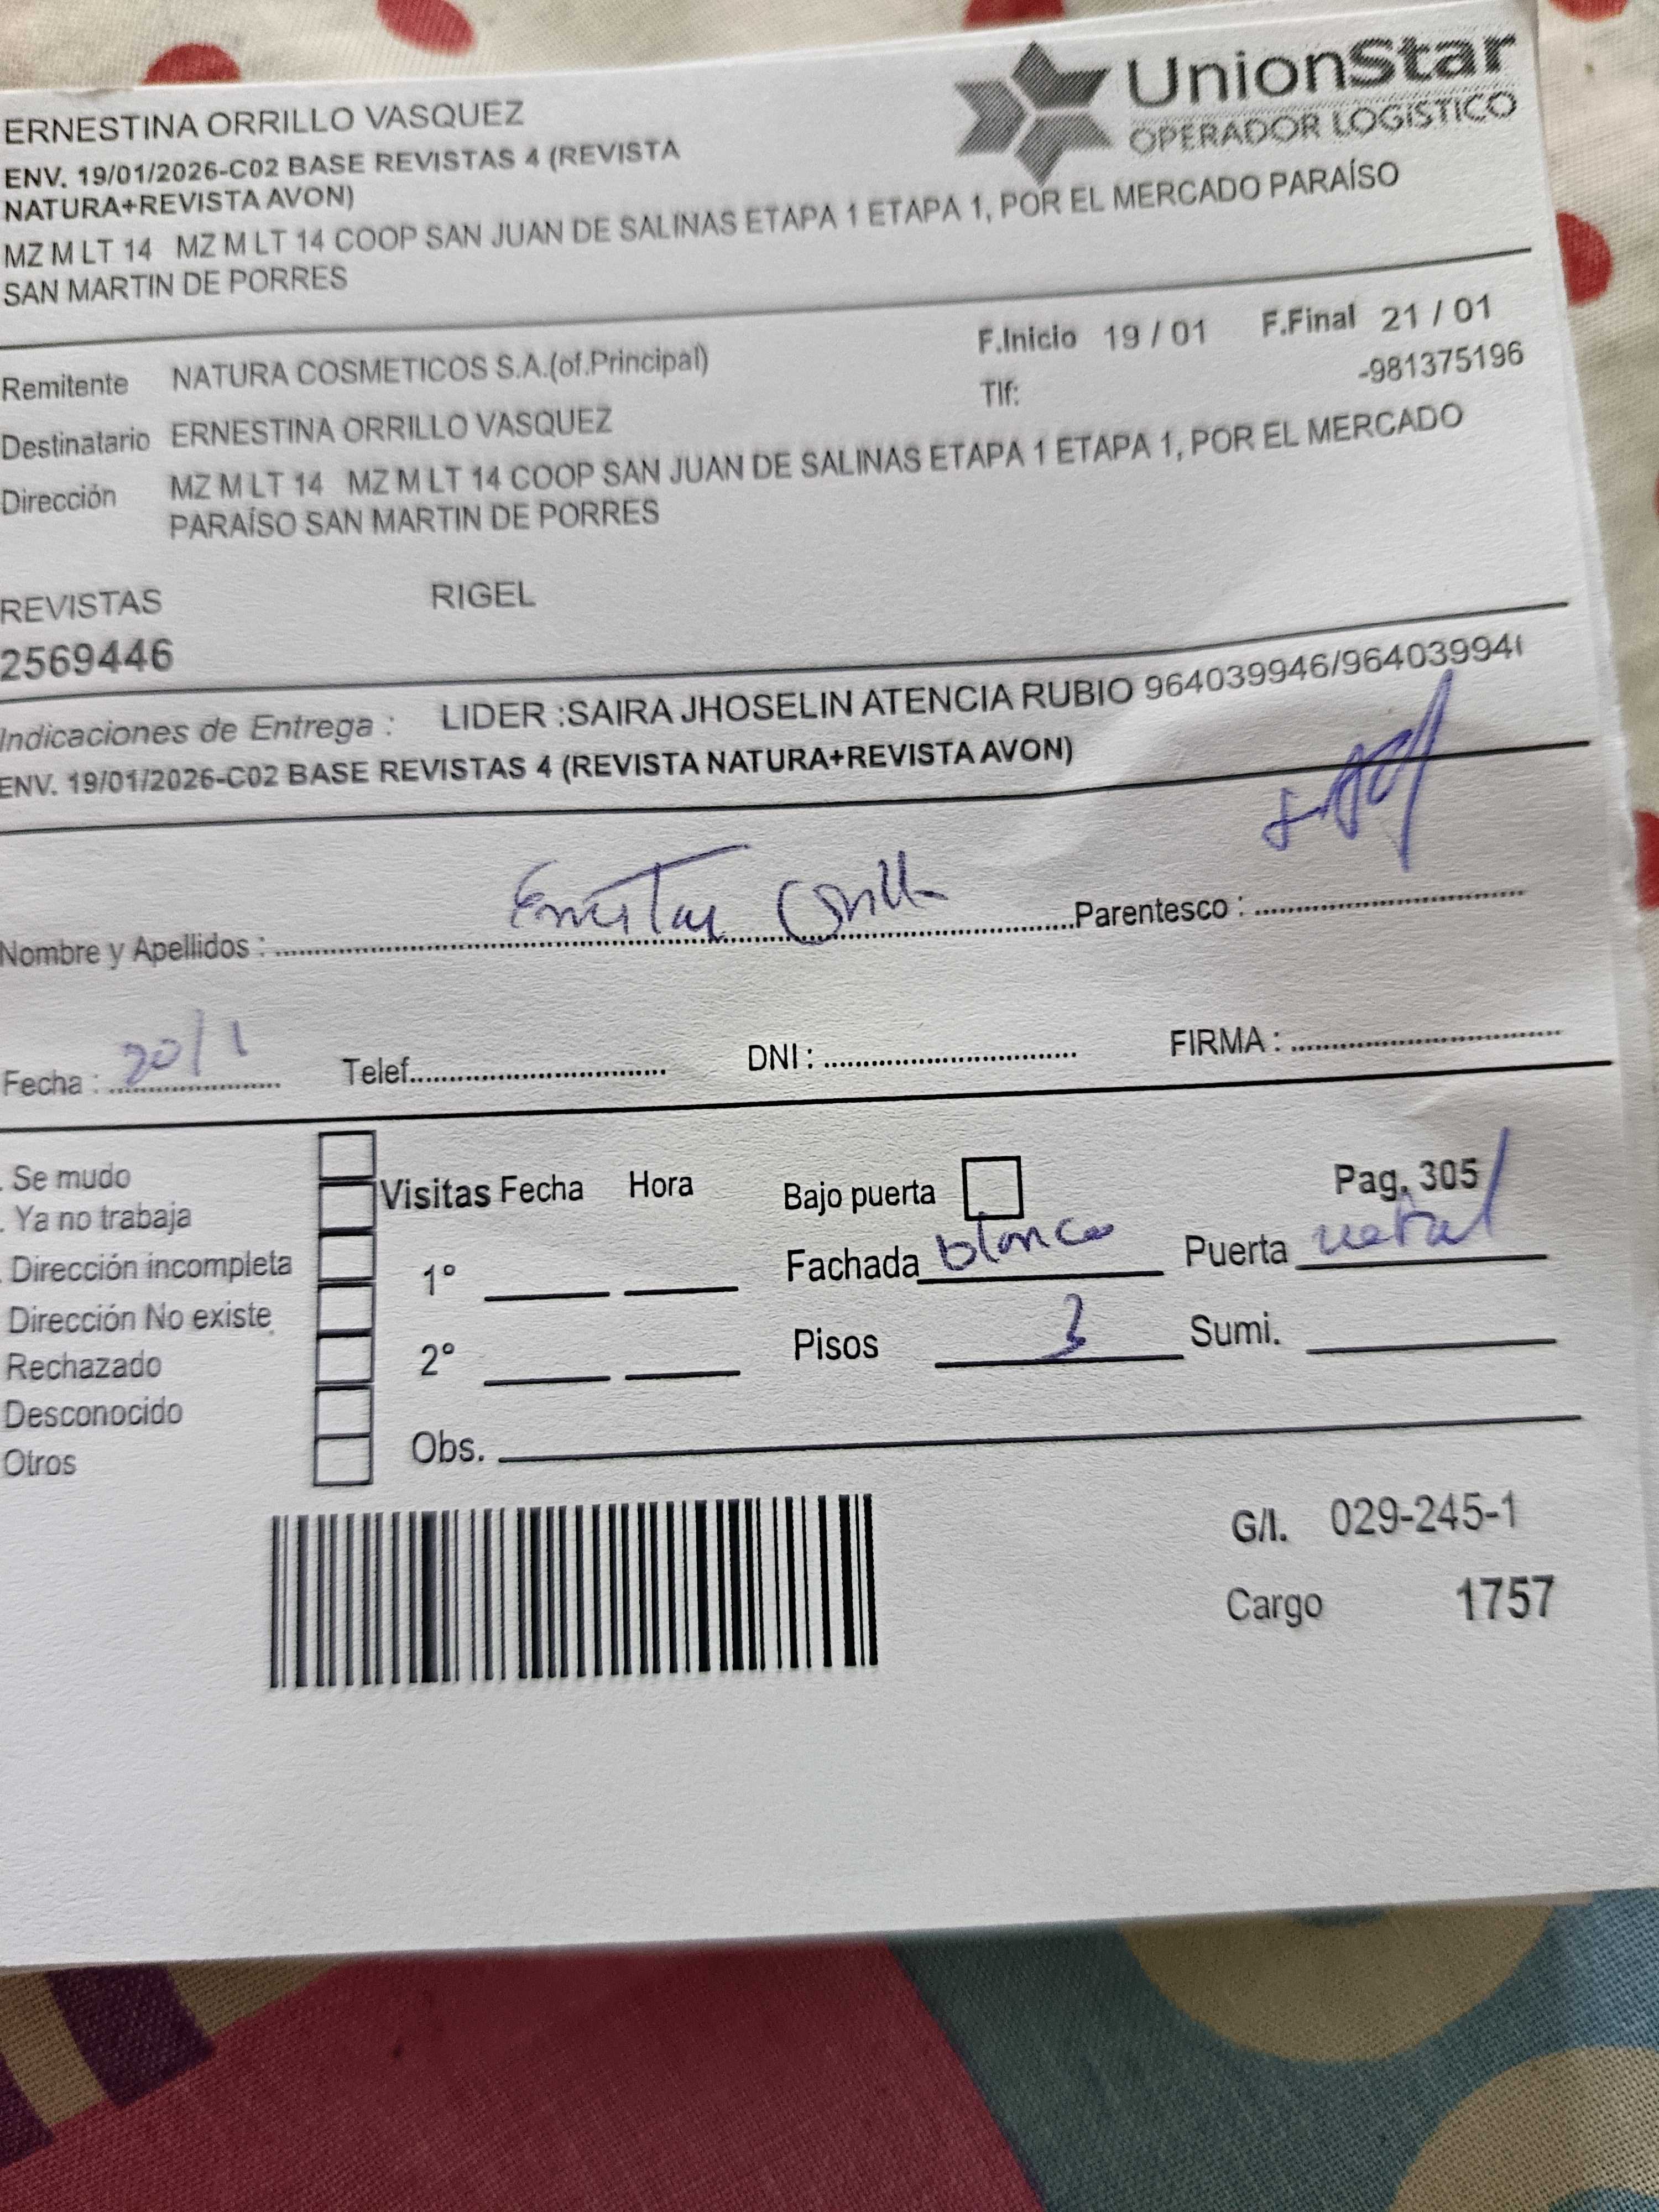 UnionStar
OPERADOR LOGÍSTICO
ERNESTINA ORRILLO VASQUEZ
ENV. 19/01/2026-C02 BASE REVISTAS 4 (REVISTA
NATURA+REVISTA AVON)
MZ M LT 14 MZ M LT 14 COOP SAN JUAN DE SALINAS ETAPA 1 ETAPA 1, POR EL MERCADO PARAÍSO
SAN MARTIN DE PORRES
Remitente NATURA COSMETICOS S.A.(of.Principal) F.Inicio 19 / 01 F.Final 21 / 01
Tlf: -981375196
Destinatario ERNESTINA ORRILLO VASQUEZ
Dirección MZ M LT 14 MZ M LT 14 COOP SAN JUAN DE SALINAS ETAPA 1 ETAPA 1, POR EL MERCADO
PARAÍSO SAN MARTIN DE PORRES
REVISTAS RIGEL
2569446
Indicaciones de Entrega : LIDER :SAIRA JHOSELIN ATENCIA RUBIO 964039946/96403994
ENV. 19/01/2026-C02 BASE REVISTAS 4 (REVISTA NATURA+REVISTA AVON)
Nombre y Apellidos : Orrillo Parentesco :
Fecha : 20/1 Telef. DNI : FIRMA :
. Se mudo
. Ya no trabaja
. Dirección incompleta
Dirección No existe
Rechazado
Desconocido
Otros
Visitas Fecha Hora
1°
2°
Obs.
Bajo puerta Pag. 305
Fachada blanca Puerta metal
Pisos 3 Sumi.
G/I. 029-245-1
Cargo 1757